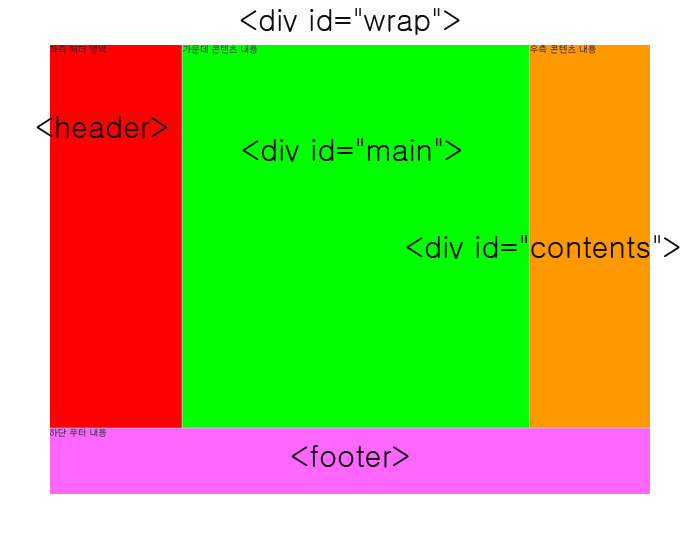 <div id="wrap">
좌측 헤더 영역
가운데 콘텐츠 내용
우측 콘텐츠 내용
<header>
<div id="main">
<div id="contents">
하단 푸터 내용
<footer>